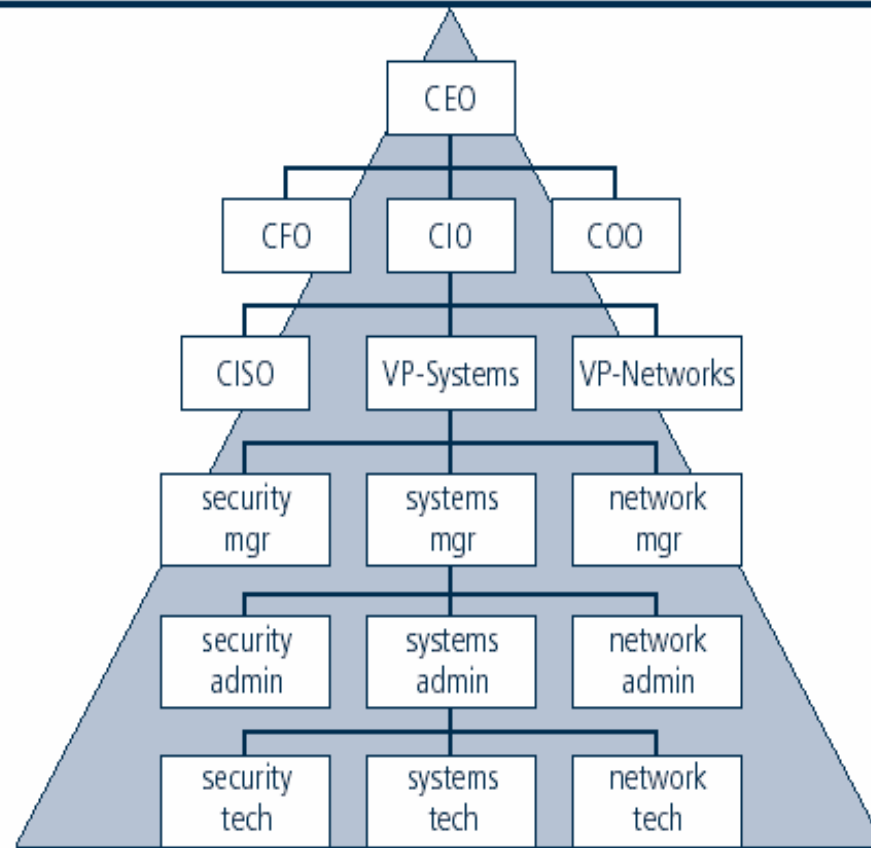 CEO
CFO
CIO
COO
CISO
VP-Systems
VP-Networks
security
mgr
systems
mgr
network
mgr
security
admin
systems
admin
network
admin
security
tech
systems
tech
network
tech